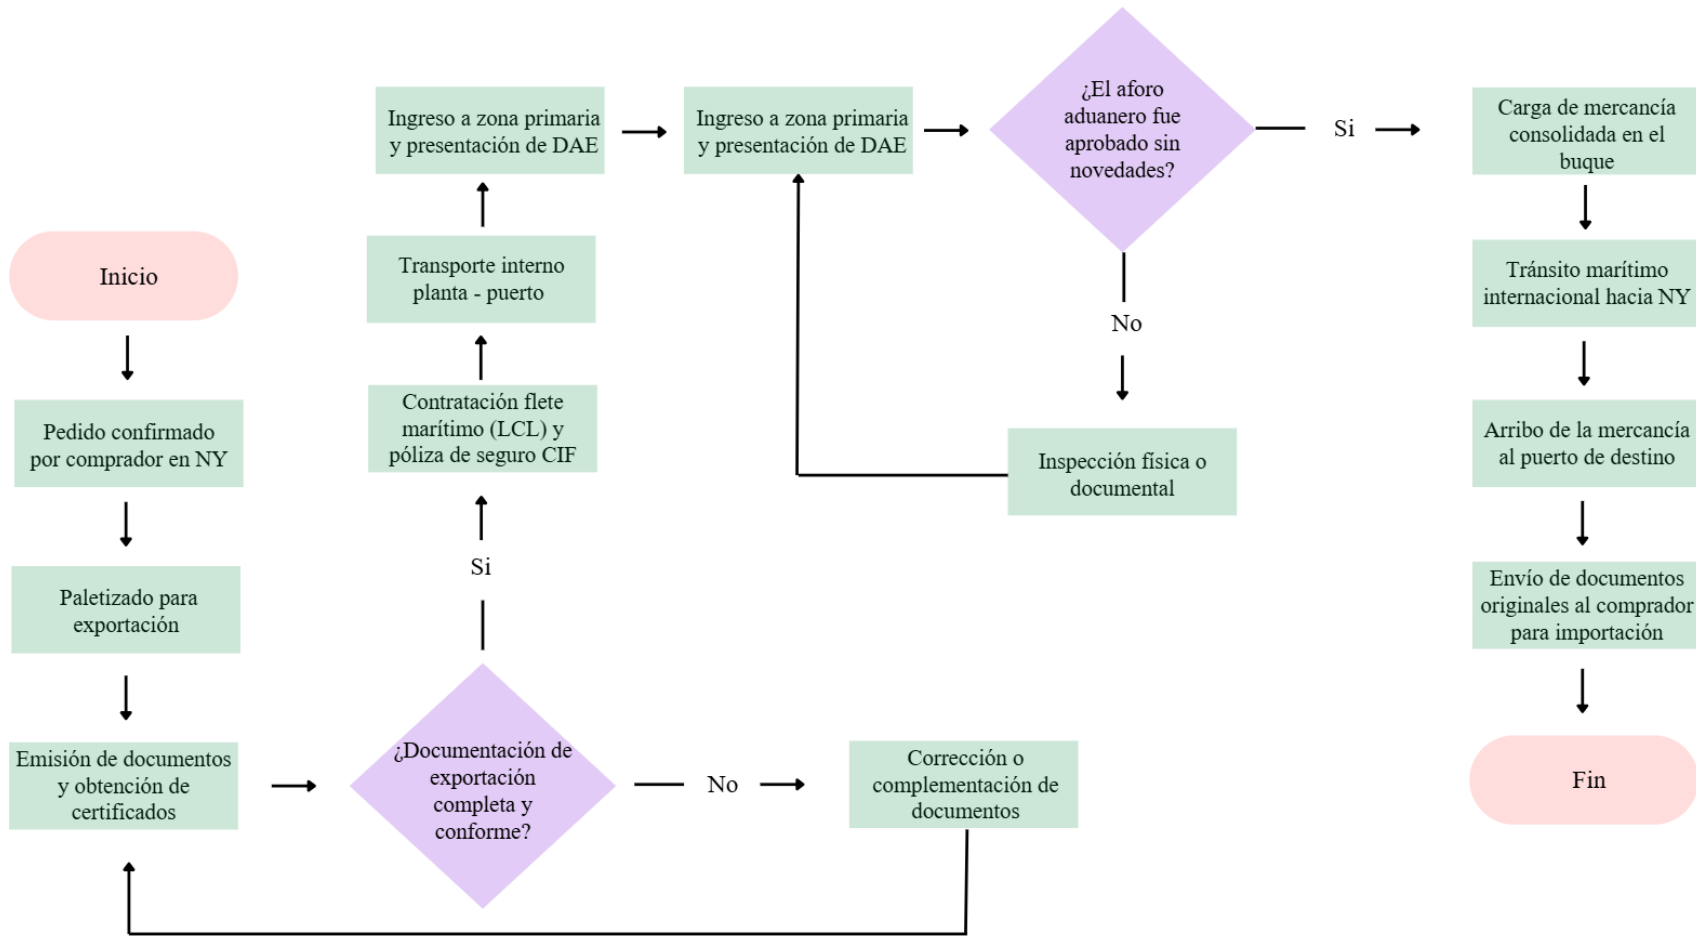 Inicio
Pedido confirmado
por comprador en NY
Paletizado para
exportación
Emisión de documentos
y obtención de
certificados
¿Documentación de
exportación
completa y
conforme?
No
Corrección o
complementación de
documentos
Si
Contratación flete
marítimo (LCL) y
póliza de seguro CIF
Transporte interno
planta - puerto
Ingreso a zona primaria
y presentación de DAE
Ingreso a zona primaria
y presentación de DAE
¿El aforo
aduanero fue
aprobado sin
novedades?
No
Inspección física o
documental
Si
Carga de mercancía
consolidada en el
buque
Tránsito marítimo
internacional hacia NY
Arribo de la mercancía
al puerto de destino
Envío de documentos
originales al comprador
para importación
Fin